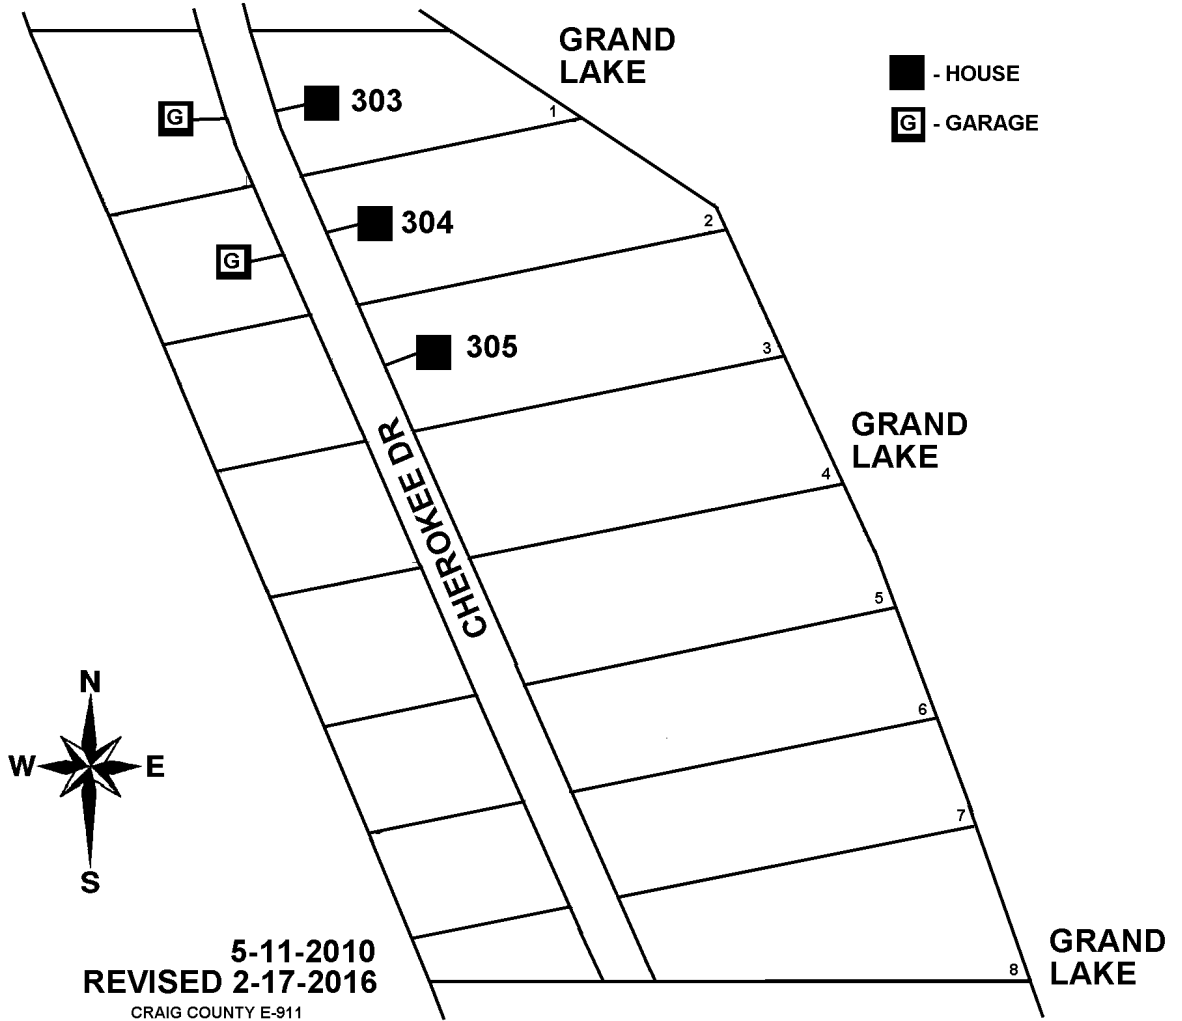 GRAND
LAKE
- HOUSE
G - GARAGE
303
G
1
304
2
G
305
3
GRAND
LAKE
4
CHEROKEE DR
5
N
6
W E
7
S
5-11-2010
REVISED 2-17-2016
CRAIG COUNTY E-911
GRAND
LAKE
8